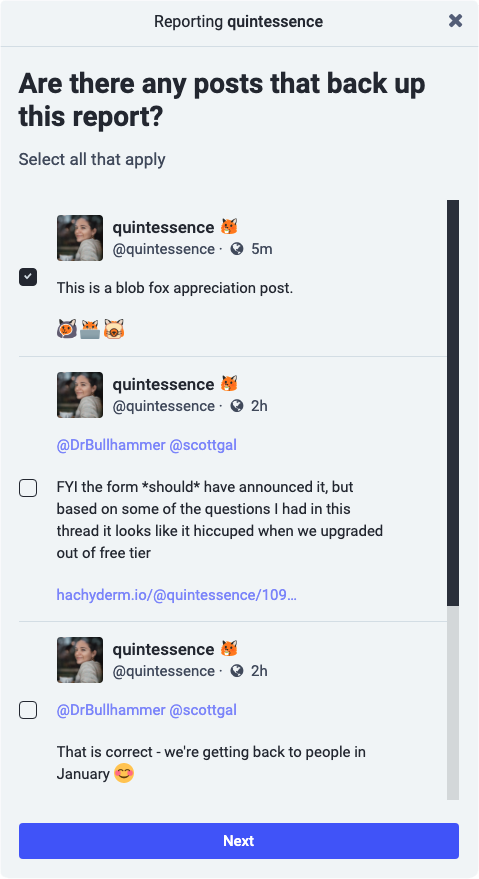 Reporting quintessence
Are there any posts that back up
this report?
Select all that apply
quintessence
@quintessence · 5m
This is a blob fox appreciation post.
quintessence
@quintessence · 2h
@DrBullhammer @scottgal
FYI the form *should* have announced it, but
based on some of the questions I had in this
thread it looks like it hiccuped when we upgraded
out of free tier
hachyderm.io/@quintessence/109...
quintessence
@quintessence · 2h
@DrBullhammer @scottgal
That is correct - we're getting back to people in
January 😊
Next